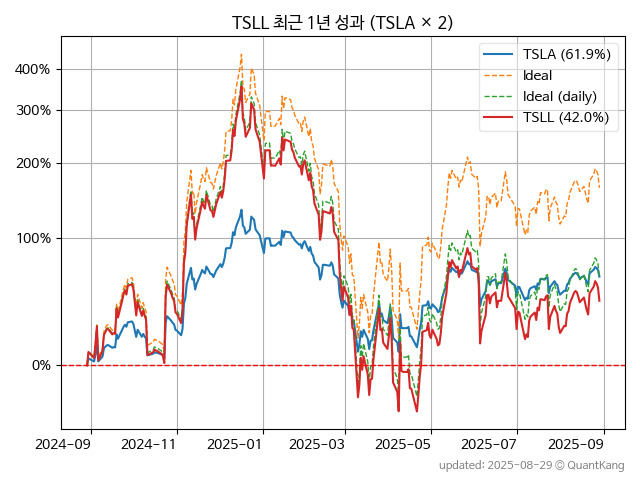 TSLL 최근 1년 성과 (TSLA × 2)
400%
300%
200%
100%
0%
TSLA (61.9%)
Ideal
Ideal (daily)
TSLL (42.0%)
2024-09
2024-11
2025-01
2025-03
2025-05
2025-07
2025-09
updated: 2025-08-29 © QuantKang